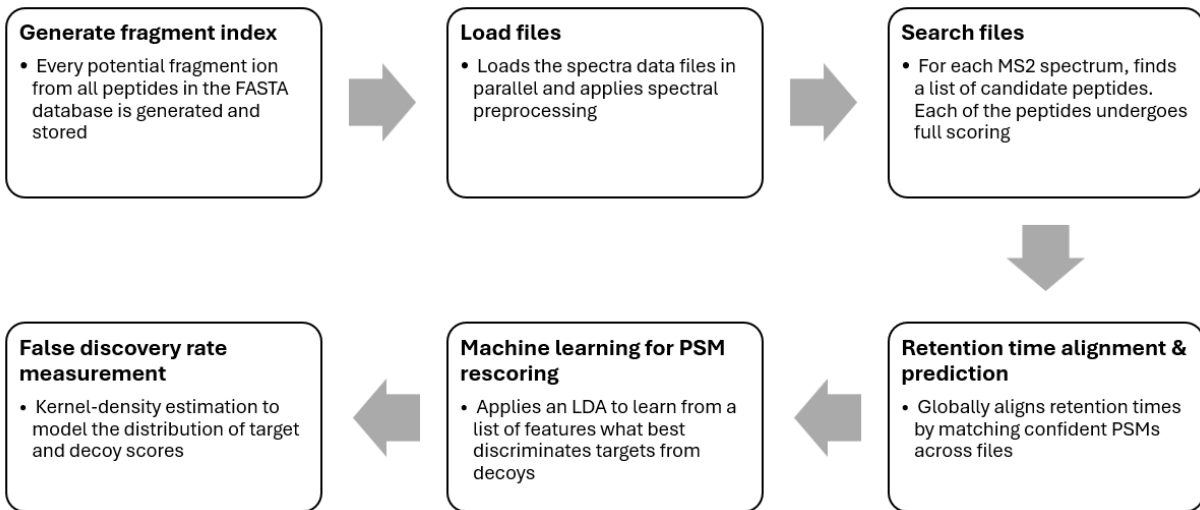 Generate fragment index
• Every potential fragment ion
from all peptides in the FASTA
database is generated and
stored
Load files
• Loads the spectra data files in
parallel and applies spectral
preprocessing
Search files
• For each MS2 spectrum, finds
a list of candidate peptides.
Each of the peptides undergoes
full scoring
Retention time alignment &
prediction
• Globally aligns retention times
by matching confident PSMs
across files
Machine learning for PSM
rescoring
• Applies an LDA to learn from a
list of features what best
discriminates targets from
decoys
False discovery rate
measurement
• Kernel-density estimation to
model the distribution of target
and decoy scores